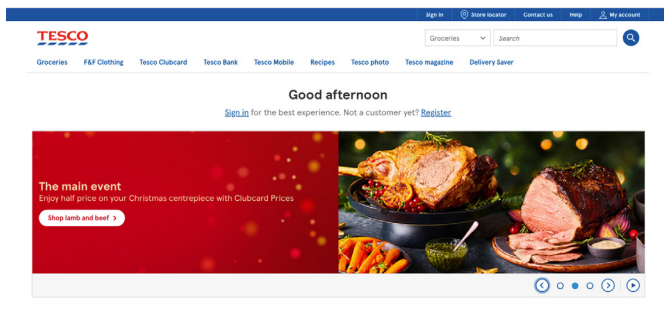 Sign in Store locator Contact us Help My account
TESCO
Groceries Search
Groceries F&F Clothing Tesco Clubcard Tesco Bank Tesco Mobile Recipes Tesco photo Tesco magazine Delivery Saver
Good afternoon
Sign in for the best experience. Not a customer yet? Register
The main event
Enjoy half price on your Christmas centrepiece with Clubcard Prices
Shop lamb and beef